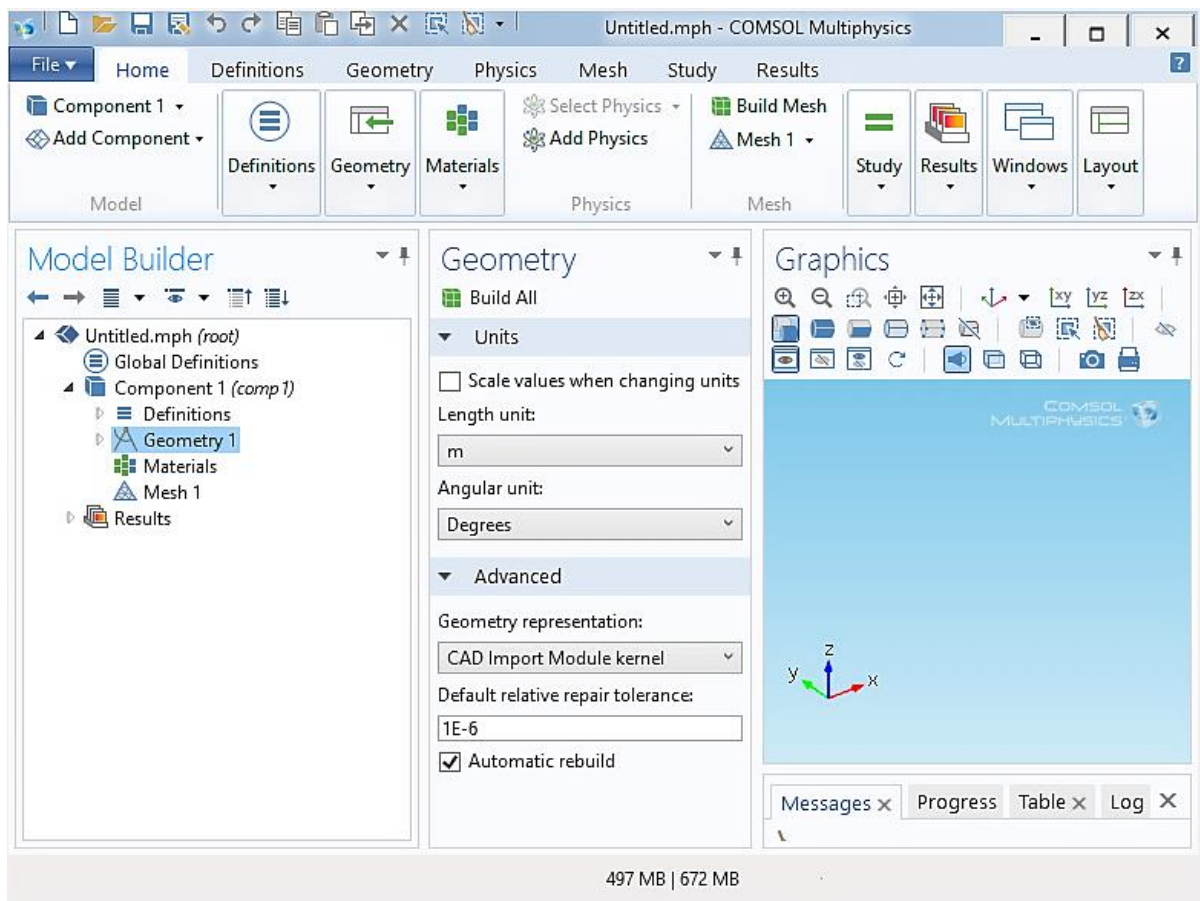 Untitled.mph - COMSOL Multiphysics
File Home Definitions Geometry Physics Mesh Study Results ?
Component 1
Add Component
Model
Definitions
Geometry
Materials
Select Physics
Add Physics
Physics
Build Mesh
Mesh 1
Mesh
Study
Results
Windows
Layout
Model Builder
Untitled.mph (root)
Global Definitions
Component 1 (comp1)
Definitions
Geometry 1
Materials
Mesh 1
Results
Geometry
Build All
Units
Scale values when changing units
Length unit:
m
Angular unit:
Degrees
Advanced
Geometry representation:
CAD Import Module kernel
Default relative repair tolerance:
1E-6
Automatic rebuild
Graphics
xy yz zx
COMSOL
MULTIPHYSICS
z
y
x
Messages Progress Table Log
497 MB | 672 MB